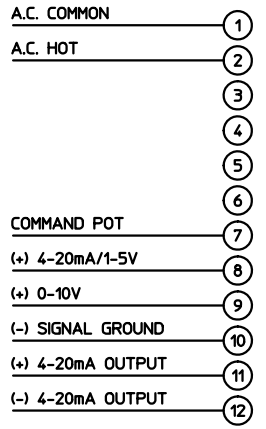 A.C. COMMON 1
A.C. HOT 2
3
4
5
6
COMMAND POT 7
(+) 4-20mA/1-5V 8
(+) 0-10V 9
(-) SIGNAL GROUND 10
(+) 4-20mA OUTPUT 11
(-) 4-20mA OUTPUT 12